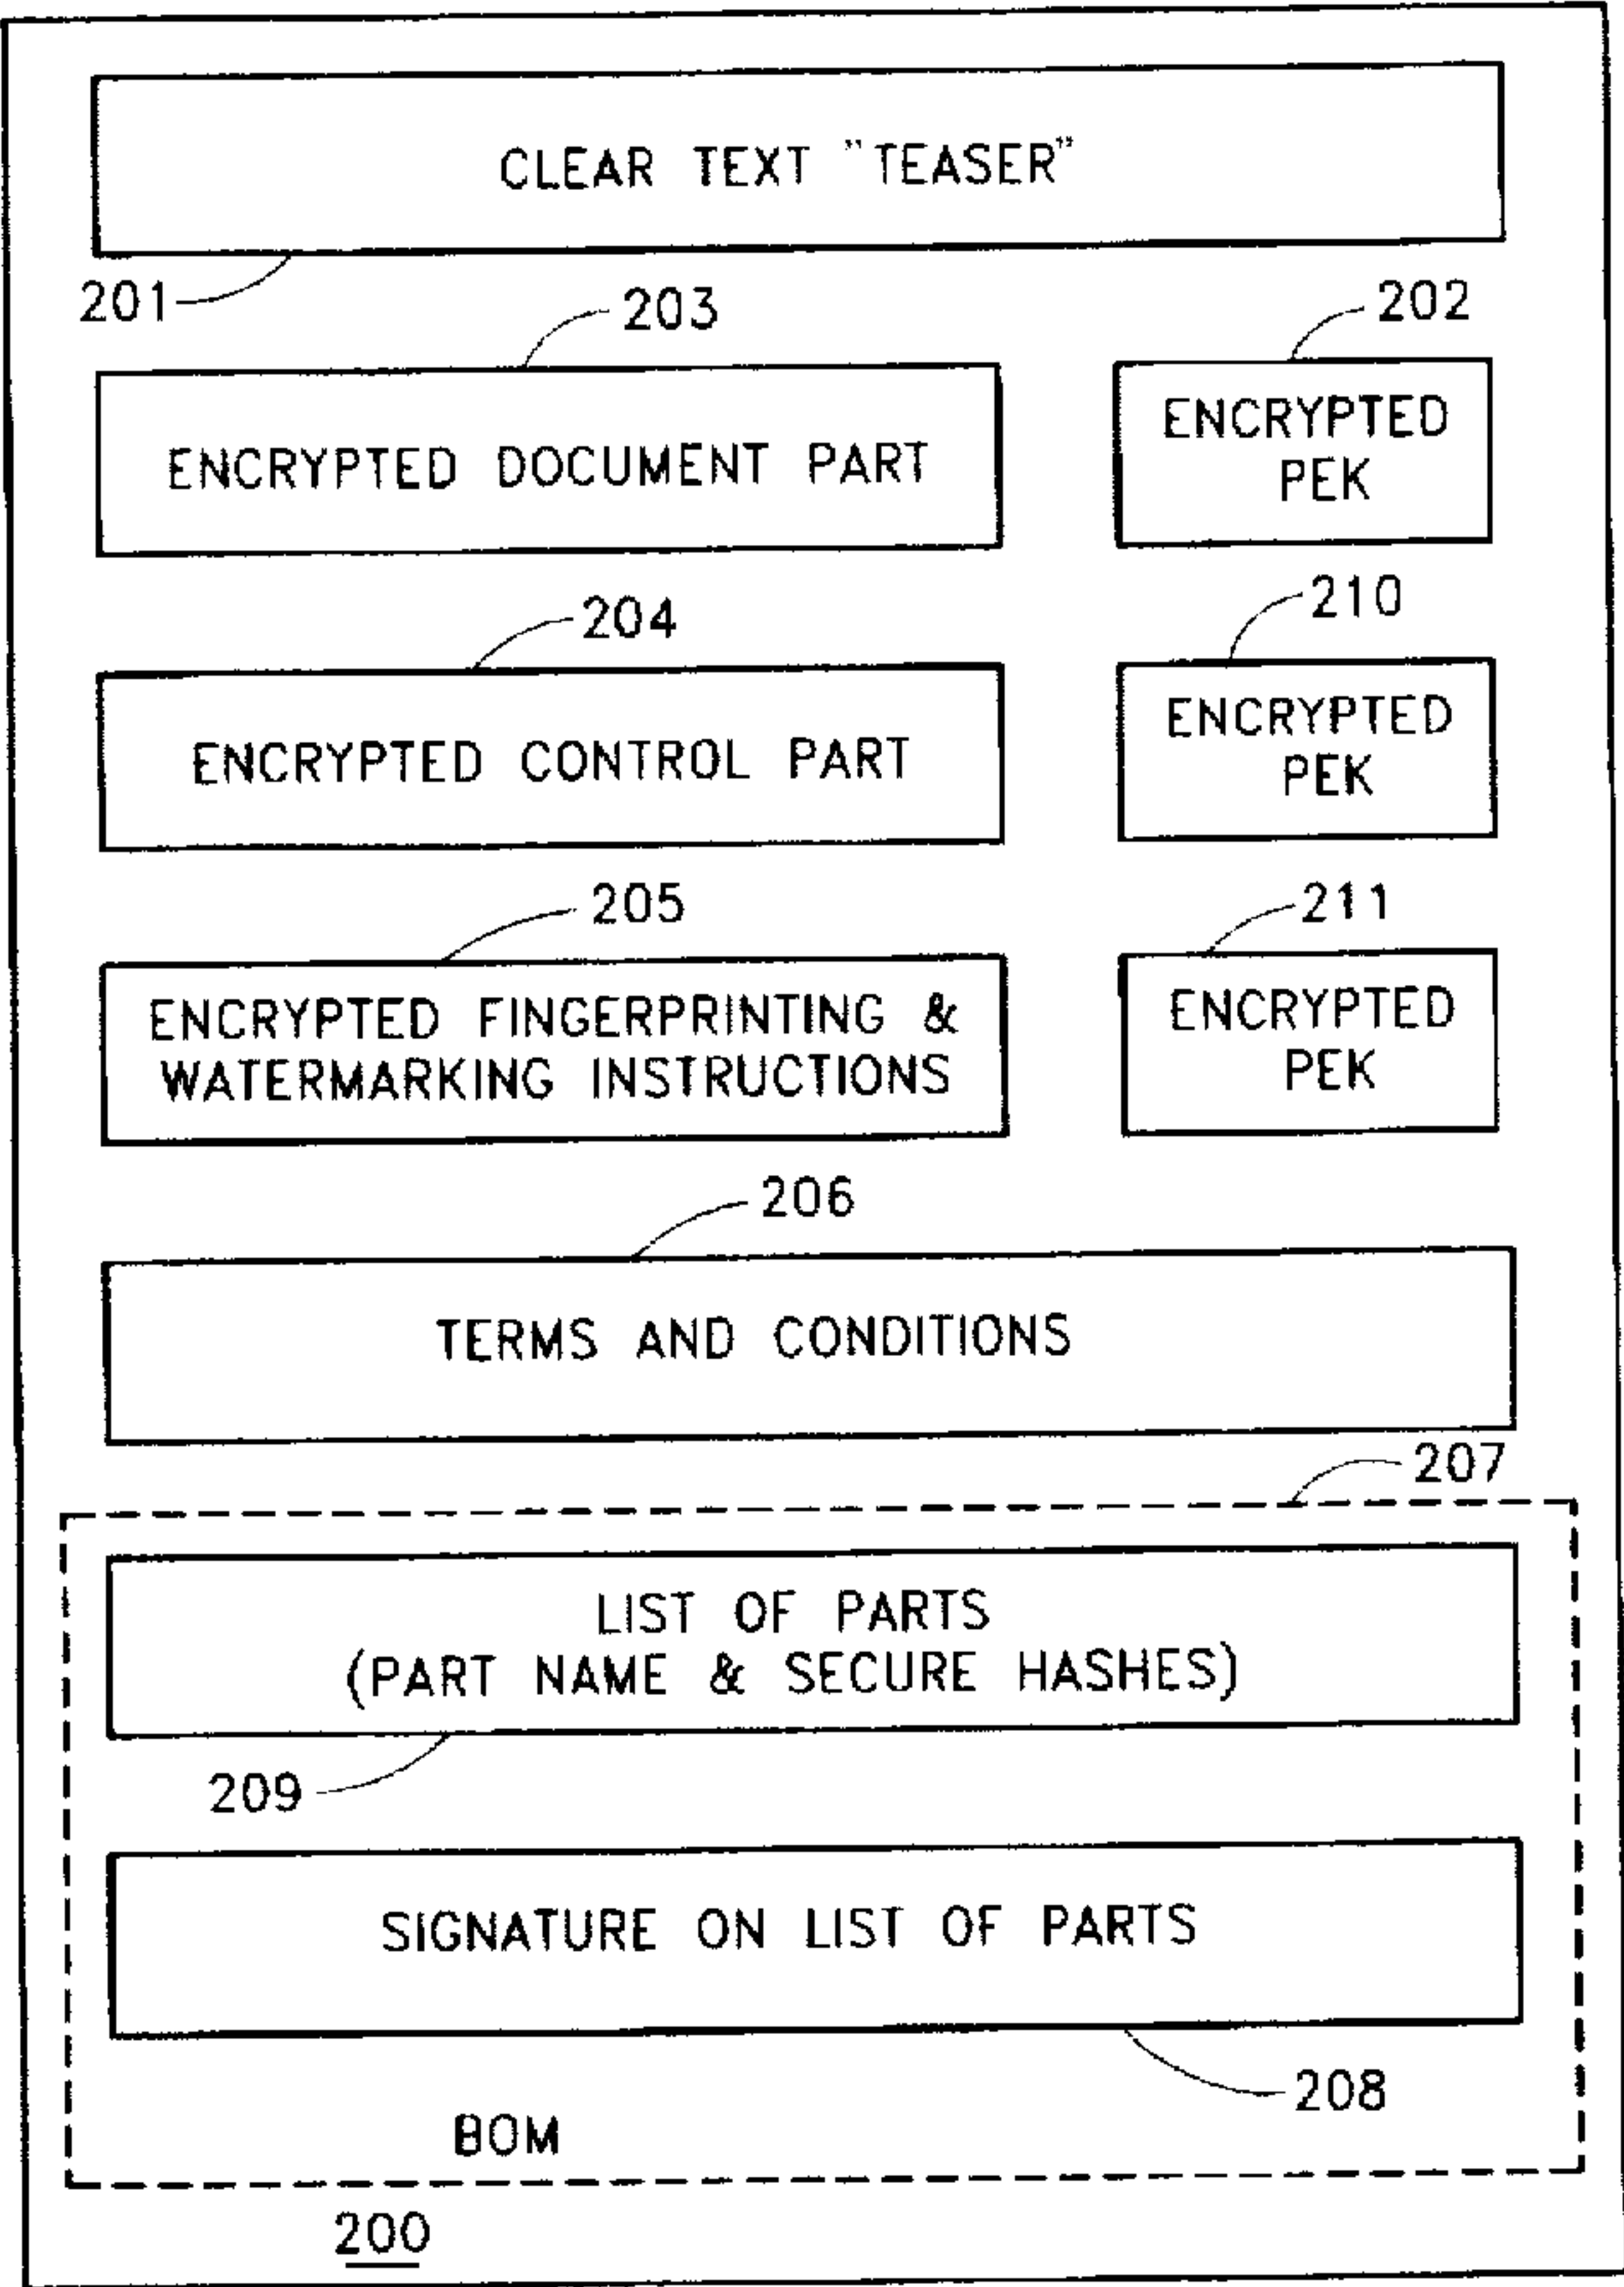 CLEAR TEXT "TEASER"
201
203
202
ENCRYPTED DOCUMENT PART
ENCRYPTED
PEK
204
210
ENCRYPTED CONTROL PART
ENCRYPTED
PEK
205
211
ENCRYPTED FINGERPRINTING &
WATERMARKING INSTRUCTIONS
ENCRYPTED
PEK
206
TERMS AND CONDITIONS
207
LIST OF PARTS
(PART NAME & SECURE HASHES)
209
SIGNATURE ON LIST OF PARTS
208
BOM
200